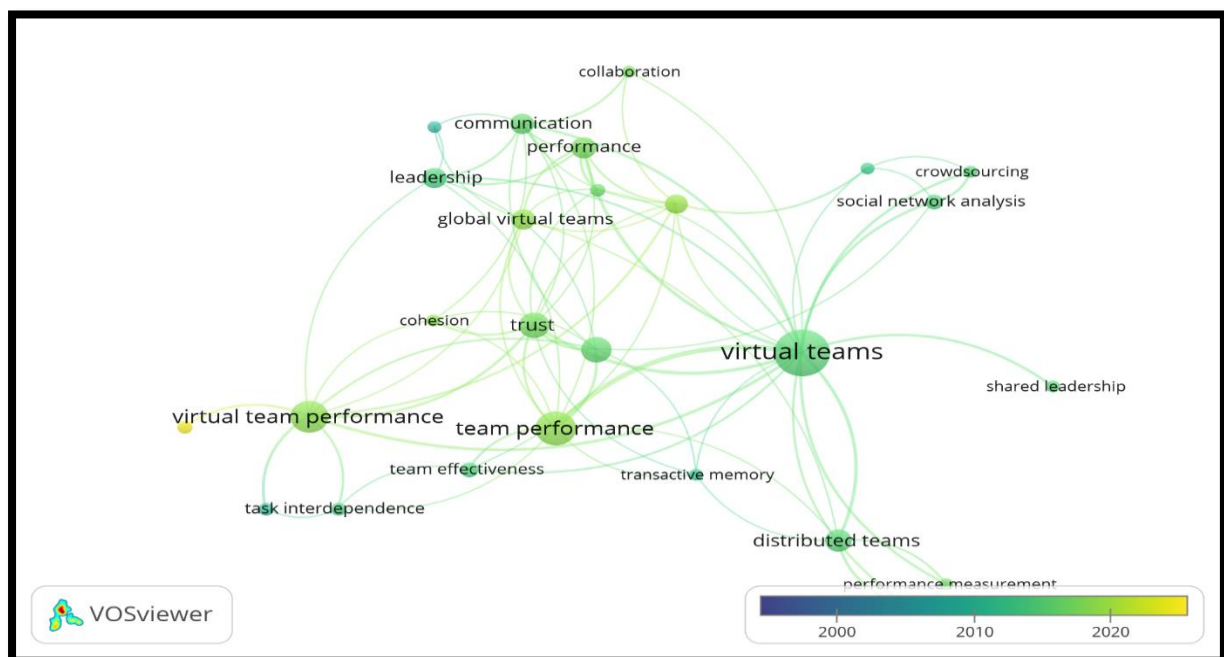 collaboration
communication
performance
leadership
crowdsourcing
social network analysis
global virtual teams
cohesion
trust
virtual teams
shared leadership
virtual team performance
team performance
team effectiveness
transactive memory
task interdependence
distributed teams
performance measurement
VOSviewer
2000
2010
2020